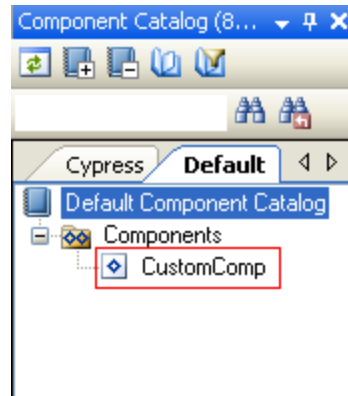 Component Catalog (8...
Cypress Default
Default Component Catalog
Components
CustomComp